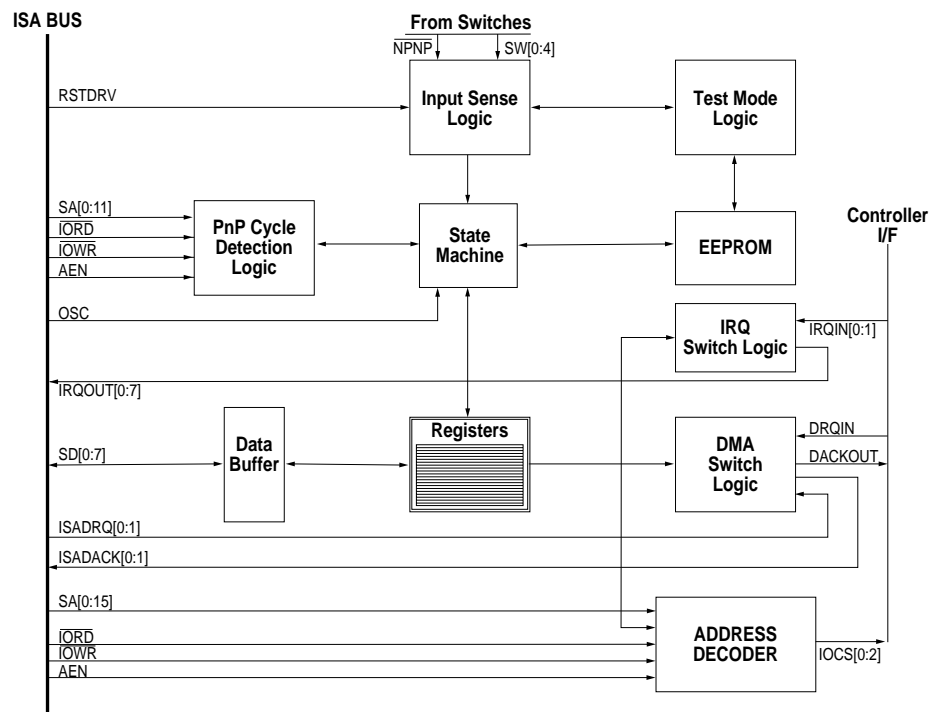 ISA BUS
From Switches
NPNP
SW[0:4]
RSTDRV
Input Sense
Logic
Test Mode
Logic
SA[0:11]
IORD
IOWR
AEN
PnP Cycle
Detection
Logic
State
Machine
EEPROM
Controller
I/F
OSC
IRQ
Switch Logic
IRQIN[0:1]
IRQOUT[0:7]
SD[0:7]
Data
Buffer
Registers
DMA
Switch
Logic
DRQIN
DACKOUT
ISADRQ[0:1]
ISADACK[0:1]
SA[0:15]
IORD
IOWR
AEN
ADDRESS
DECODER
IOCS[0:2]